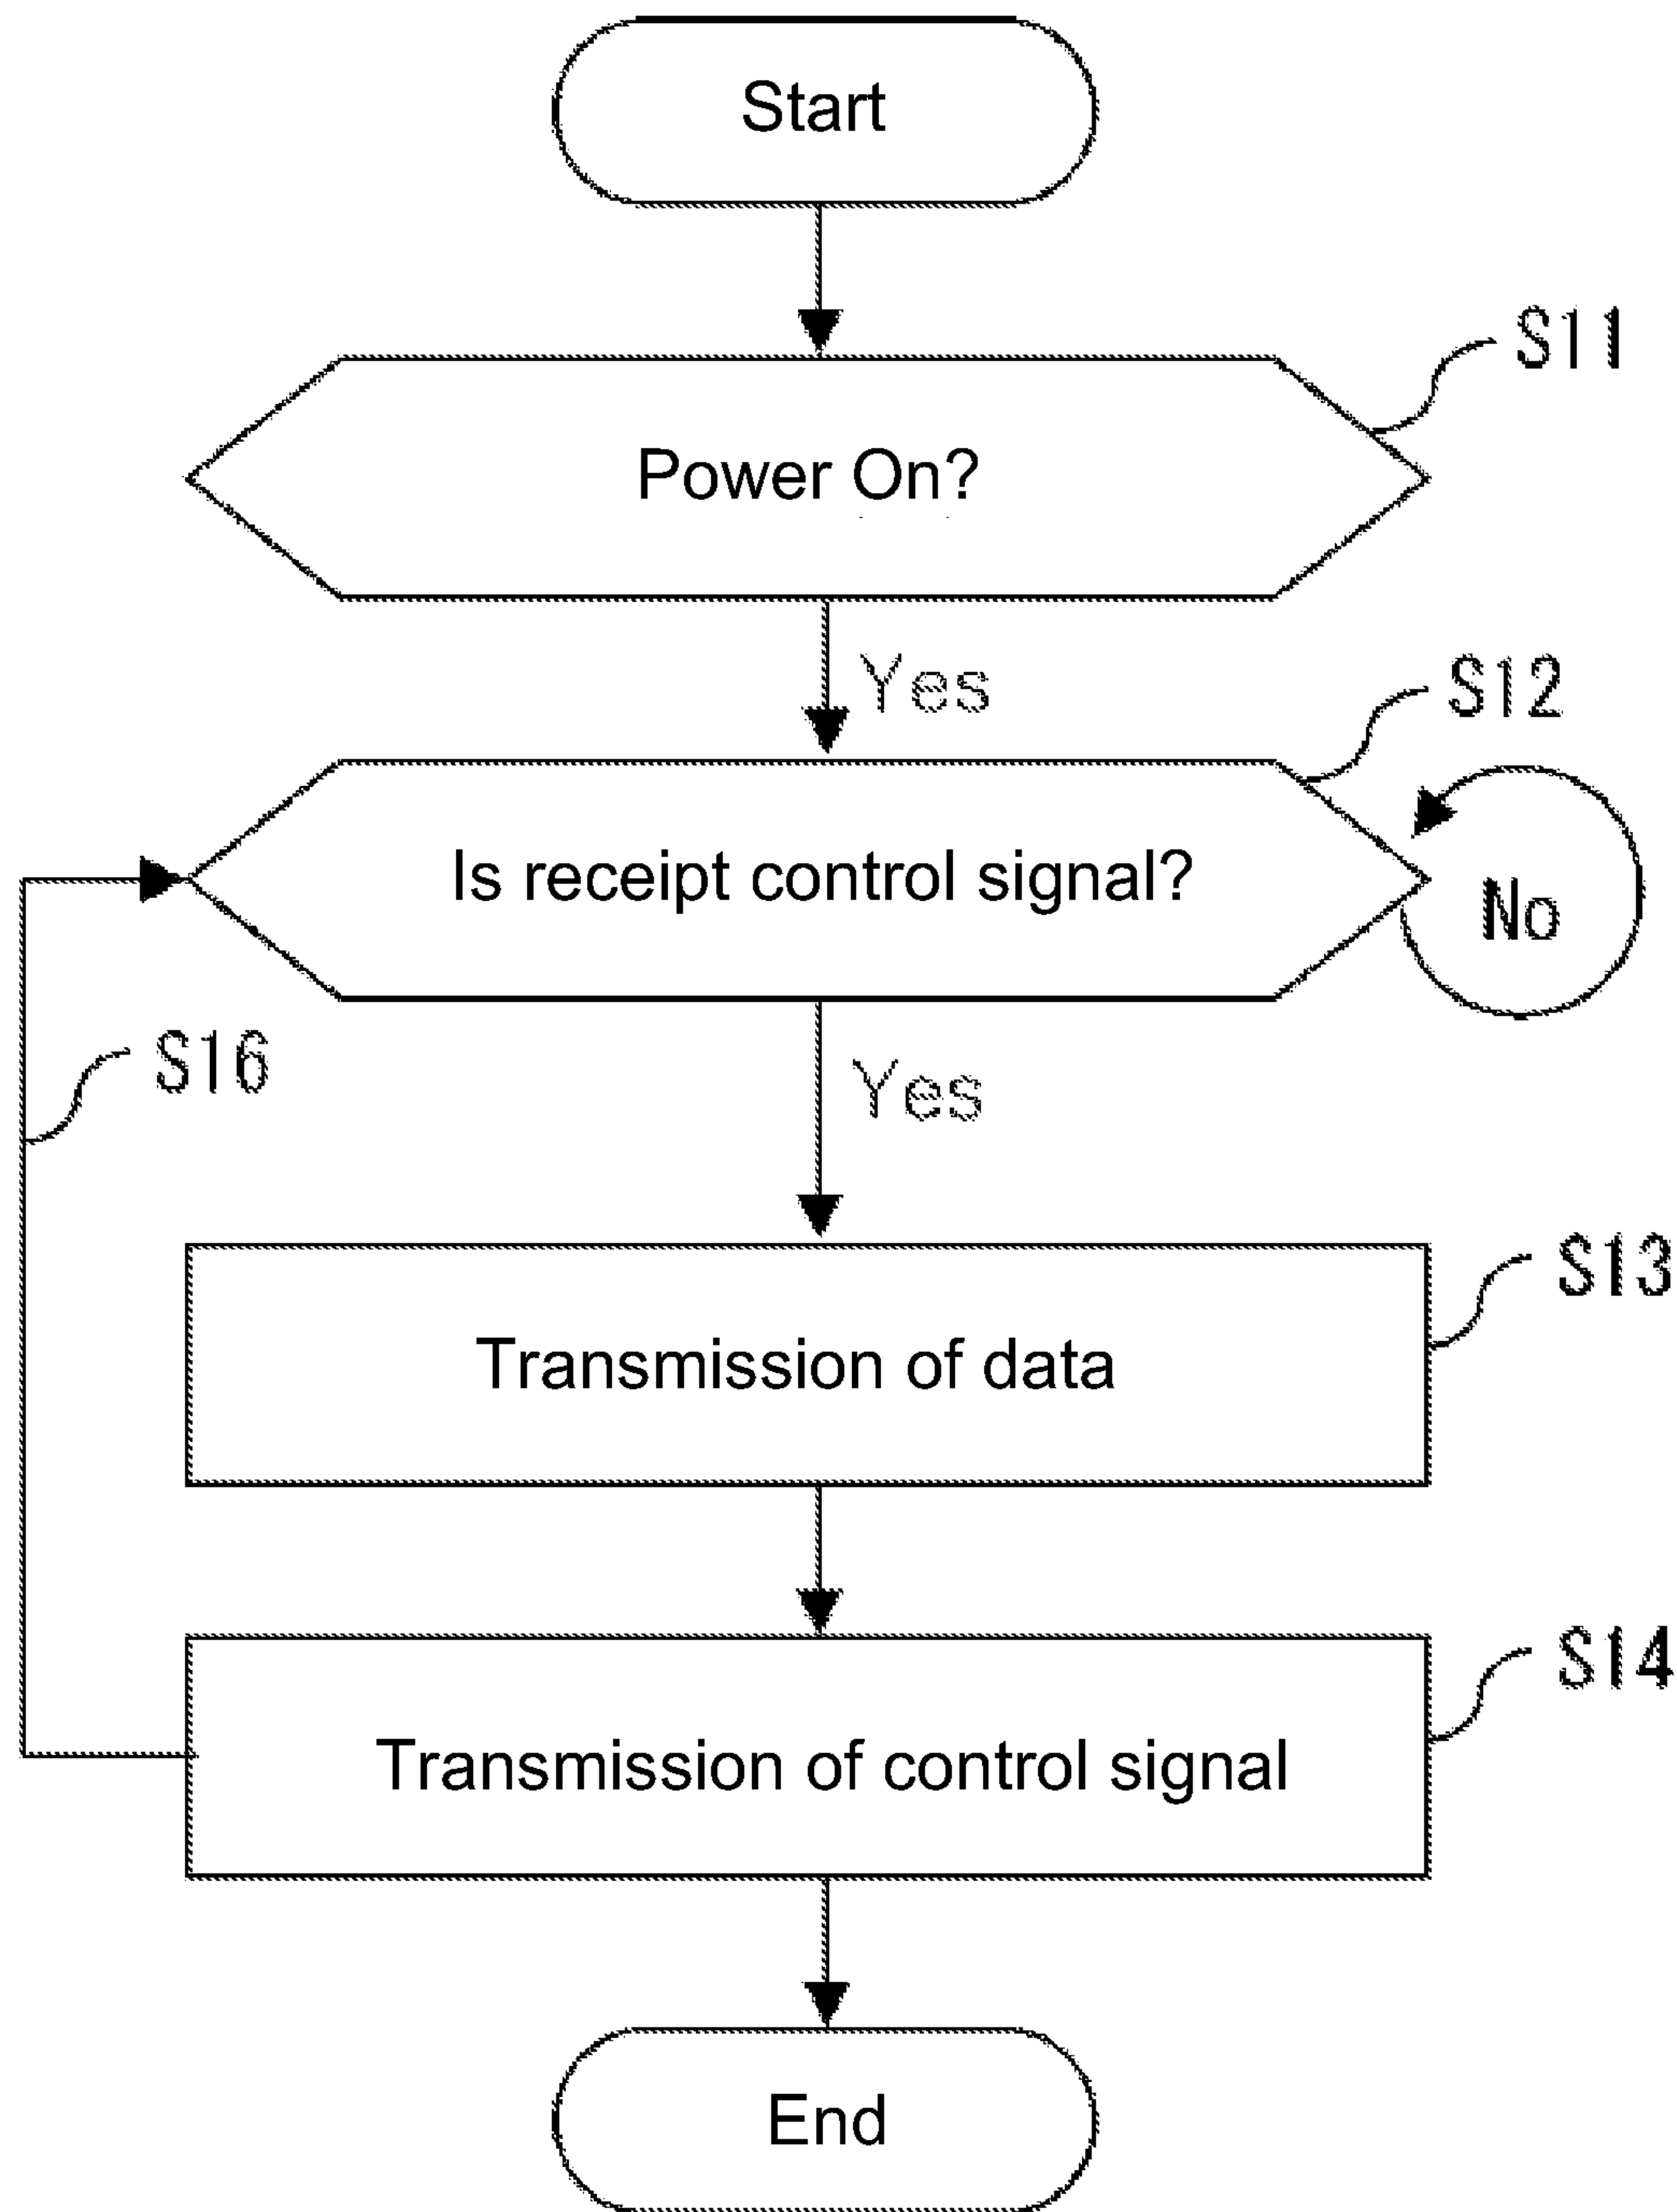 Start
S11
Power On?
Yes
S12
Is receipt control signal?
No
S16
Yes
S13
Transmission of data
S14
Transmission of control signal
End